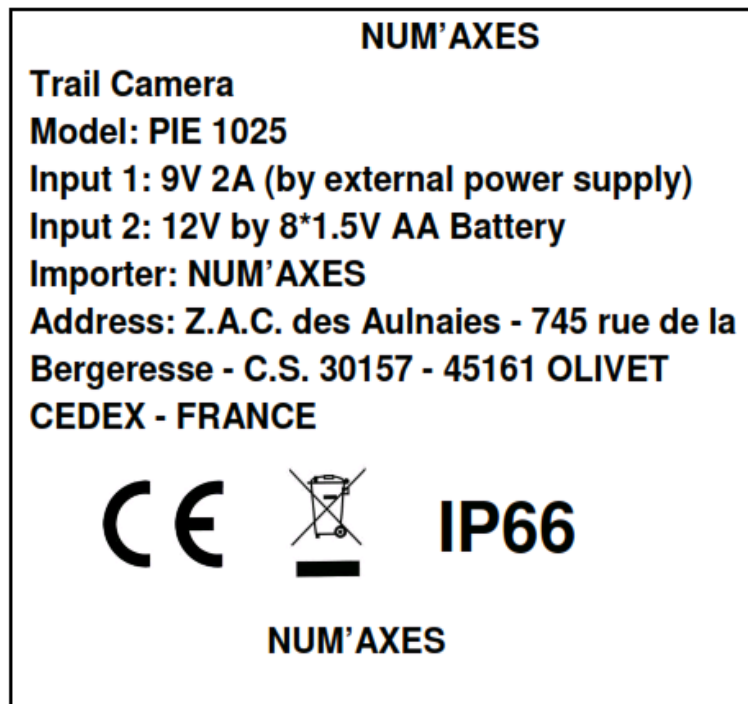 NUM’AXES
Trail Camera
Model: PIE 1025
Input 1: 9V 2A (by external power supply)
Input 2: 12V by 8*1.5V AA Battery
Importer: NUM’AXES
Address: Z.A.C. des Aulnaies - 745 rue de la
Bergeresse - C.S. 30157 - 45161 OLIVET
CEDEX - FRANCE
CE IP66
NUM’AXES